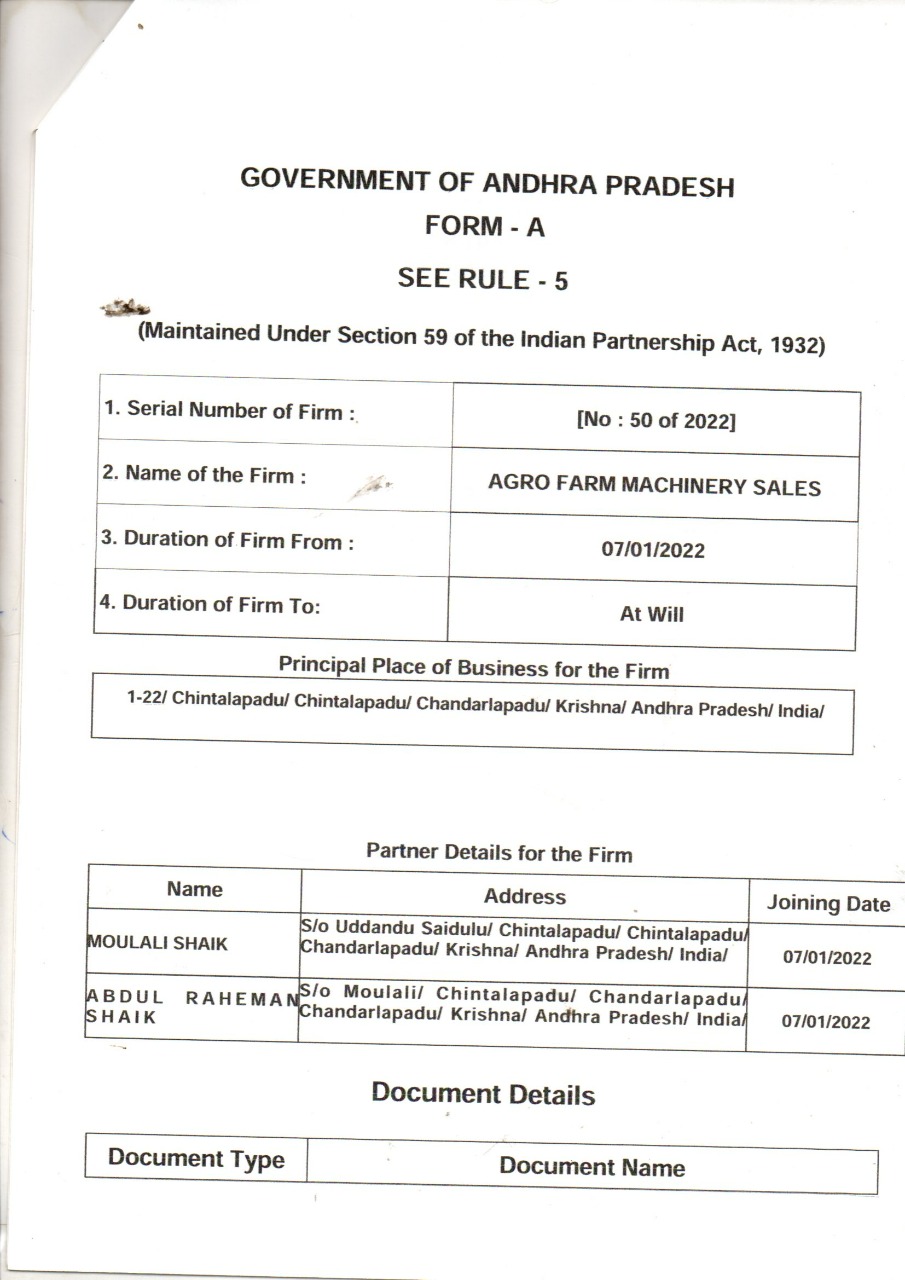 GOVERNMENT OF ANDHRA PRADESH
FORM - A
SEE RULE - 5
(Maintained Under Section 59 of the Indian Partnership Act, 1932)
1. Serial Number of Firm :
[No : 50 of 2022]
2. Name of the Firm :
AGRO FARM MACHINERY SALES
3. Duration of Firm From :
07/01/2022
4. Duration of Firm To:
At Will
Principal Place of Business for the Firm
1-22/ Chintalapadu/ Chintalapadu/ Chandarlapadu/ Krishna/ Andhra Pradesh/ India/
Partner Details for the Firm
Name
Address
Joining Date
MOULALI SHAIK
S/o Uddandu Saidulu/ Chintalapadu/ Chintalapadu/
Chandarlapadu/ Krishna/ Andhra Pradesh/ India/
07/01/2022
ABDUL RAHEMAN
SHAIK
S/o Moulali/ Chintalapadu/ Chandarlapadu/
Chandarlapadu/ Krishna/ Andhra Pradesh/ India/
07/01/2022
Document Details
Document Type
Document Name